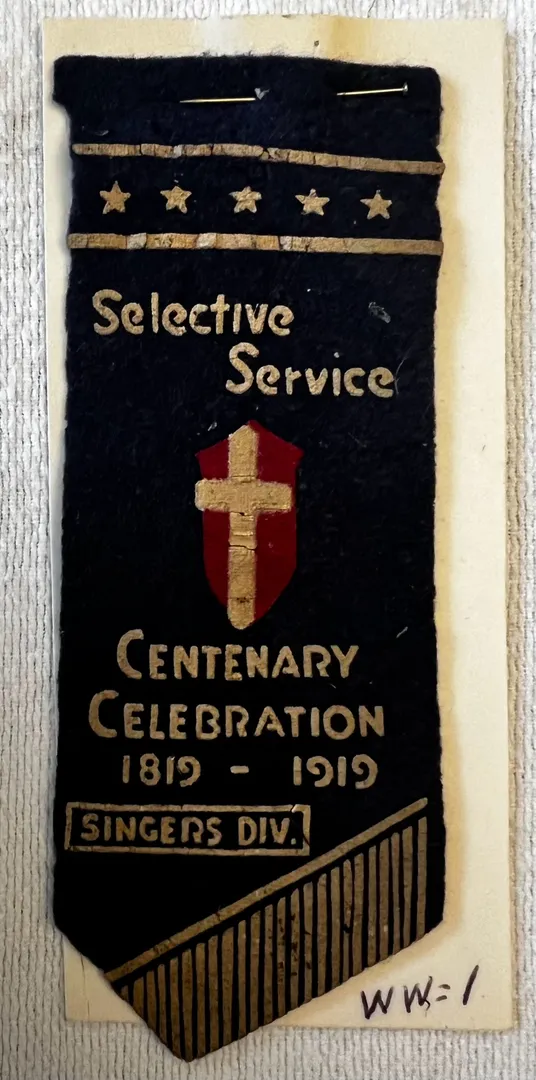 Selective
Service
CENTENARY
CELEBRATION
1819 - 1919
SINGERS DIV.
WW=1